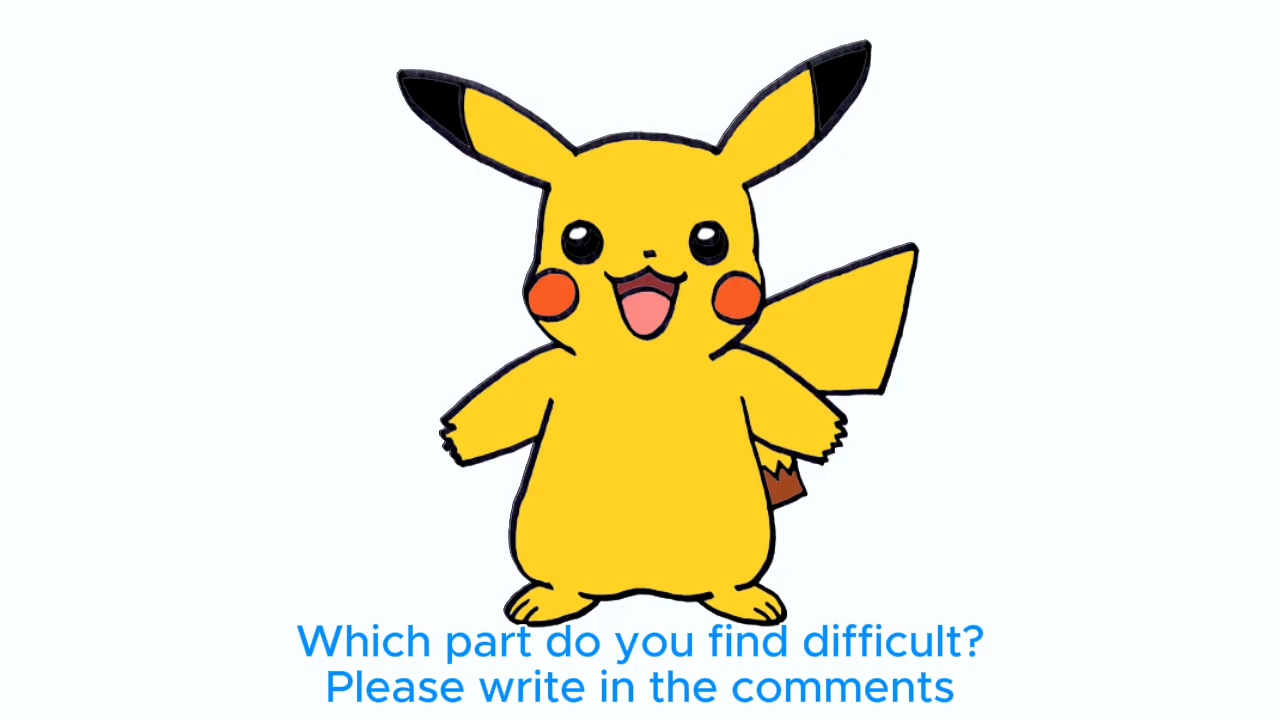 Which part do you find difficult?
Please write in the comments